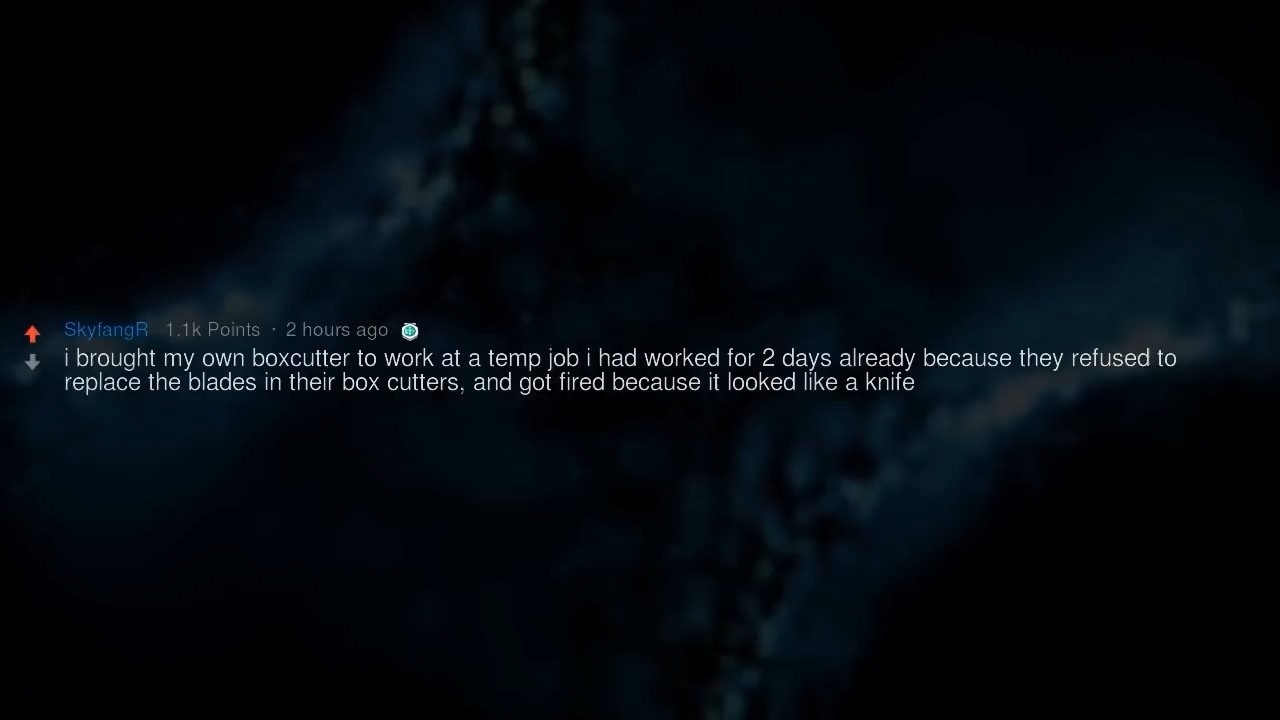 SkyfangR 1.1k Points · 2 hours ago
i brought my own boxcutter to work at a temp job i had worked for 2 days already because they refused to
replace the blades in their box cutters, and got fired because it looked like a knife